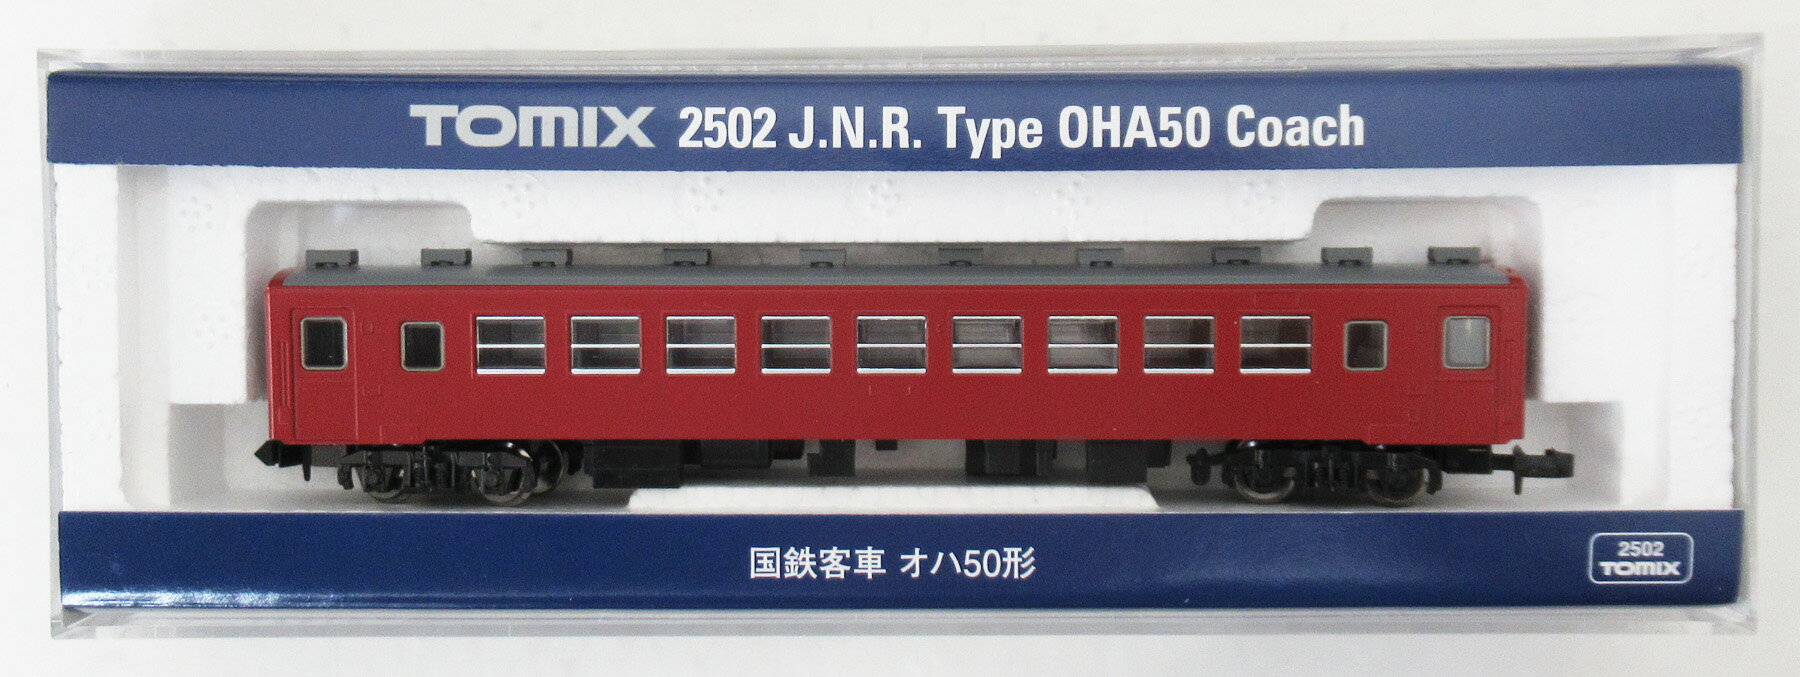 TOMIX 2502 J.N.R. Type OHA50 Coach
国鉄客車 オハ50形
2502
TOMIX